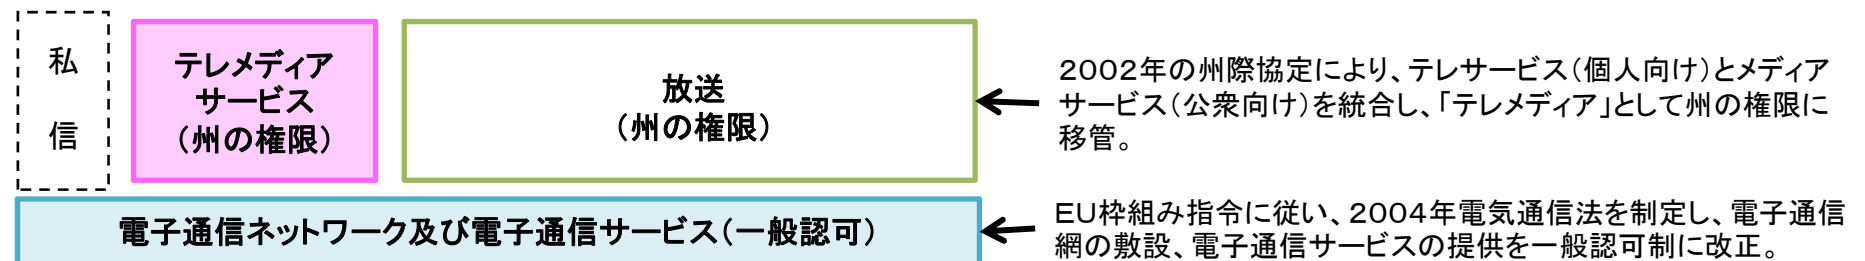 私
信
テレメディア
サービス
（州の権限）
放送
（州の権限）
２００２年の州際協定により、テレサービス（個人向け）とメディア
サービス（公衆向け）を統合し、「テレメディア」として州の権限に
移管。
電子通信ネットワーク及び電子通信サービス（一般認可）
ＥＵ枠組み指令に従い、２００４年電気通信法を制定し、電子通信
網の敷設、電子通信サービスの提供を一般認可制に改正。